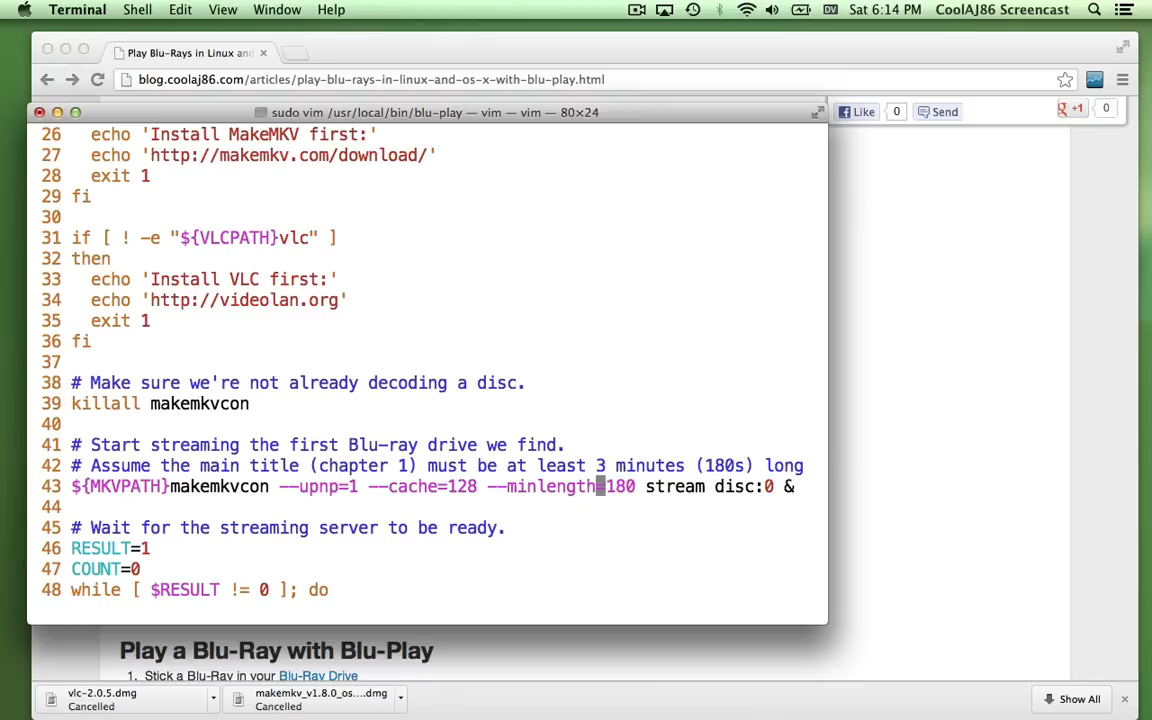 Terminal Shell Edit View Window Help Sat 6:14 PM CoolAJ86 Screencast
Play Blu-Rays in Linux and
blog.coolaj86.com/articles/play-blu-rays-in-linux-and-os-x-with-blu-play.html
sudo vim /usr/local/bin/blu-play — vim — vim — 80×24
Like 0 Send +1 0
26 echo 'Install MakeMKV first:'
27 echo 'http://makemkv.com/download/'
28 exit 1
29 fi
30
31 if [ ! -e "${VLCPATH}vlc" ]
32 then
33 echo 'Install VLC first:'
34 echo 'http://videolan.org'
35 exit 1
36 fi
37
38 # Make sure we're not already decoding a disc.
39 killall makemkvcon
40
41 # Start streaming the first Blu-ray drive we find.
42 # Assume the main title (chapter 1) must be at least 3 minutes (180s) long
43 ${MKVPATH}makemkvcon --upnp=1 --cache=128 --minlength=180 stream disc:0 &
44
45 # Wait for the streaming server to be ready.
46 RESULT=1
47 COUNT=0
48 while [ $RESULT != 0 ]; do
Play a Blu-Ray with Blu-Play
1. Stick a Blu-Ray in your Blu-Ray Drive
vlc-2.0.5.dmg makemkv_v1.8.0_os....dmg Show All
Cancelled Cancelled